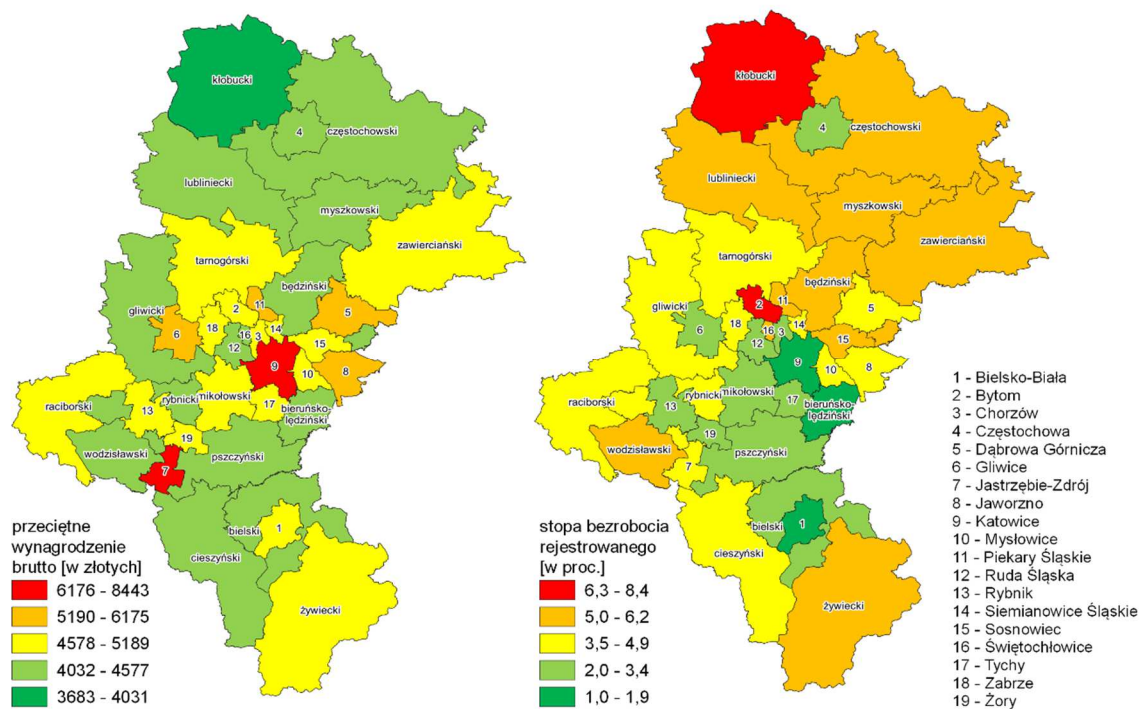 kłobucki
4
częstochowski
lubliniecki
myszkowski
zawierciański
tarnogórski
będziński
gliwicki
2
11
5
6
18
16
3
14
12
15
9
10
8
raciborski
13
rybnicki
mikołowski
17
bieruńsko-
lędziński
19
wodzisławski
7
pszczyński
cieszyński
bielski
1
żywiecki
przeciętne
wynagrodzenie
brutto [w złotych]
6176 - 8443
5190 - 6175
4578 - 5189
4032 - 4577
3683 - 4031
kłobucki
4
częstochowski
lubliniecki
myszkowski
zawierciański
tarnogórski
będziński
gliwicki
2
11
5
6
18
16
3
14
12
15
9
10
8
raciborski
13
rybnicki
mikołowski
17
bieruńsko-
lędziński
19
wodzisławski
7
pszczyński
cieszyński
bielski
1
żywiecki
stopa bezrobocia
rejestrowanego
[w proc.]
6,3 - 8,4
5,0 - 6,2
3,5 - 4,9
2,0 - 3,4
1,0 - 1,9
1 - Bielsko-Biała
2 - Bytom
3 - Chorzów
4 - Częstochowa
5 - Dąbrowa Górnicza
6 - Gliwice
7 - Jastrzębie-Zdrój
8 - Jaworzno
9 - Katowice
10 - Mysłowice
11 - Piekary Śląskie
12 - Ruda Śląska
13 - Rybnik
14 - Siemianowice Śląskie
15 - Sosnowiec
16 - Świętochłowice
17 - Tychy
18 - Zabrze
19 - Żory